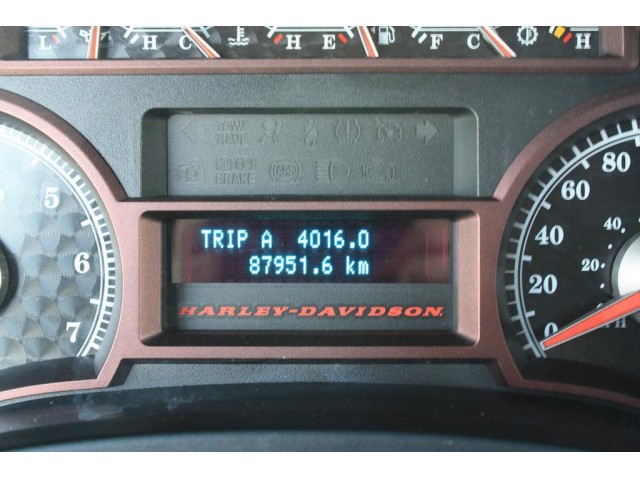 L H C H E F C H
TOW/HAUL
BRAKE
(ABS)
TRIP A 4016.0
87951.6 km
HARLEY-DAVIDSON
5
6
7
0
20
40
60
80
20
40